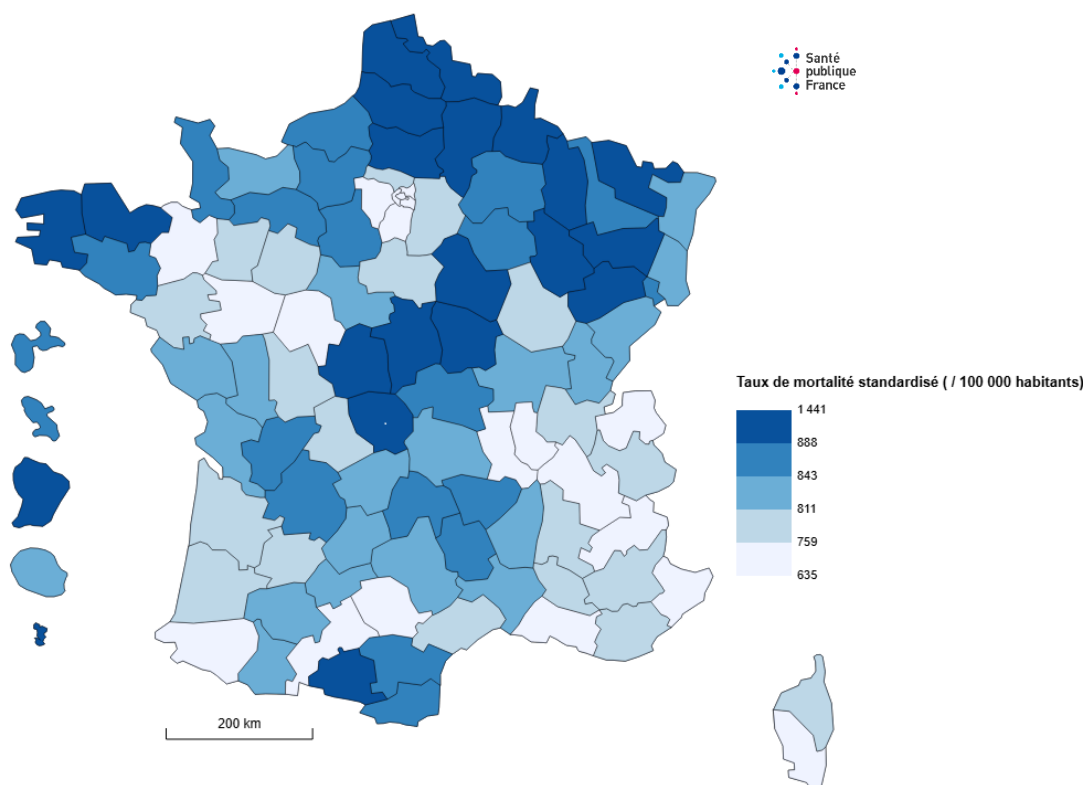 Santé
publique
France
Taux de mortalité standardisé ( / 100 000 habitants)
1 441
888
843
811
759
635
200 km